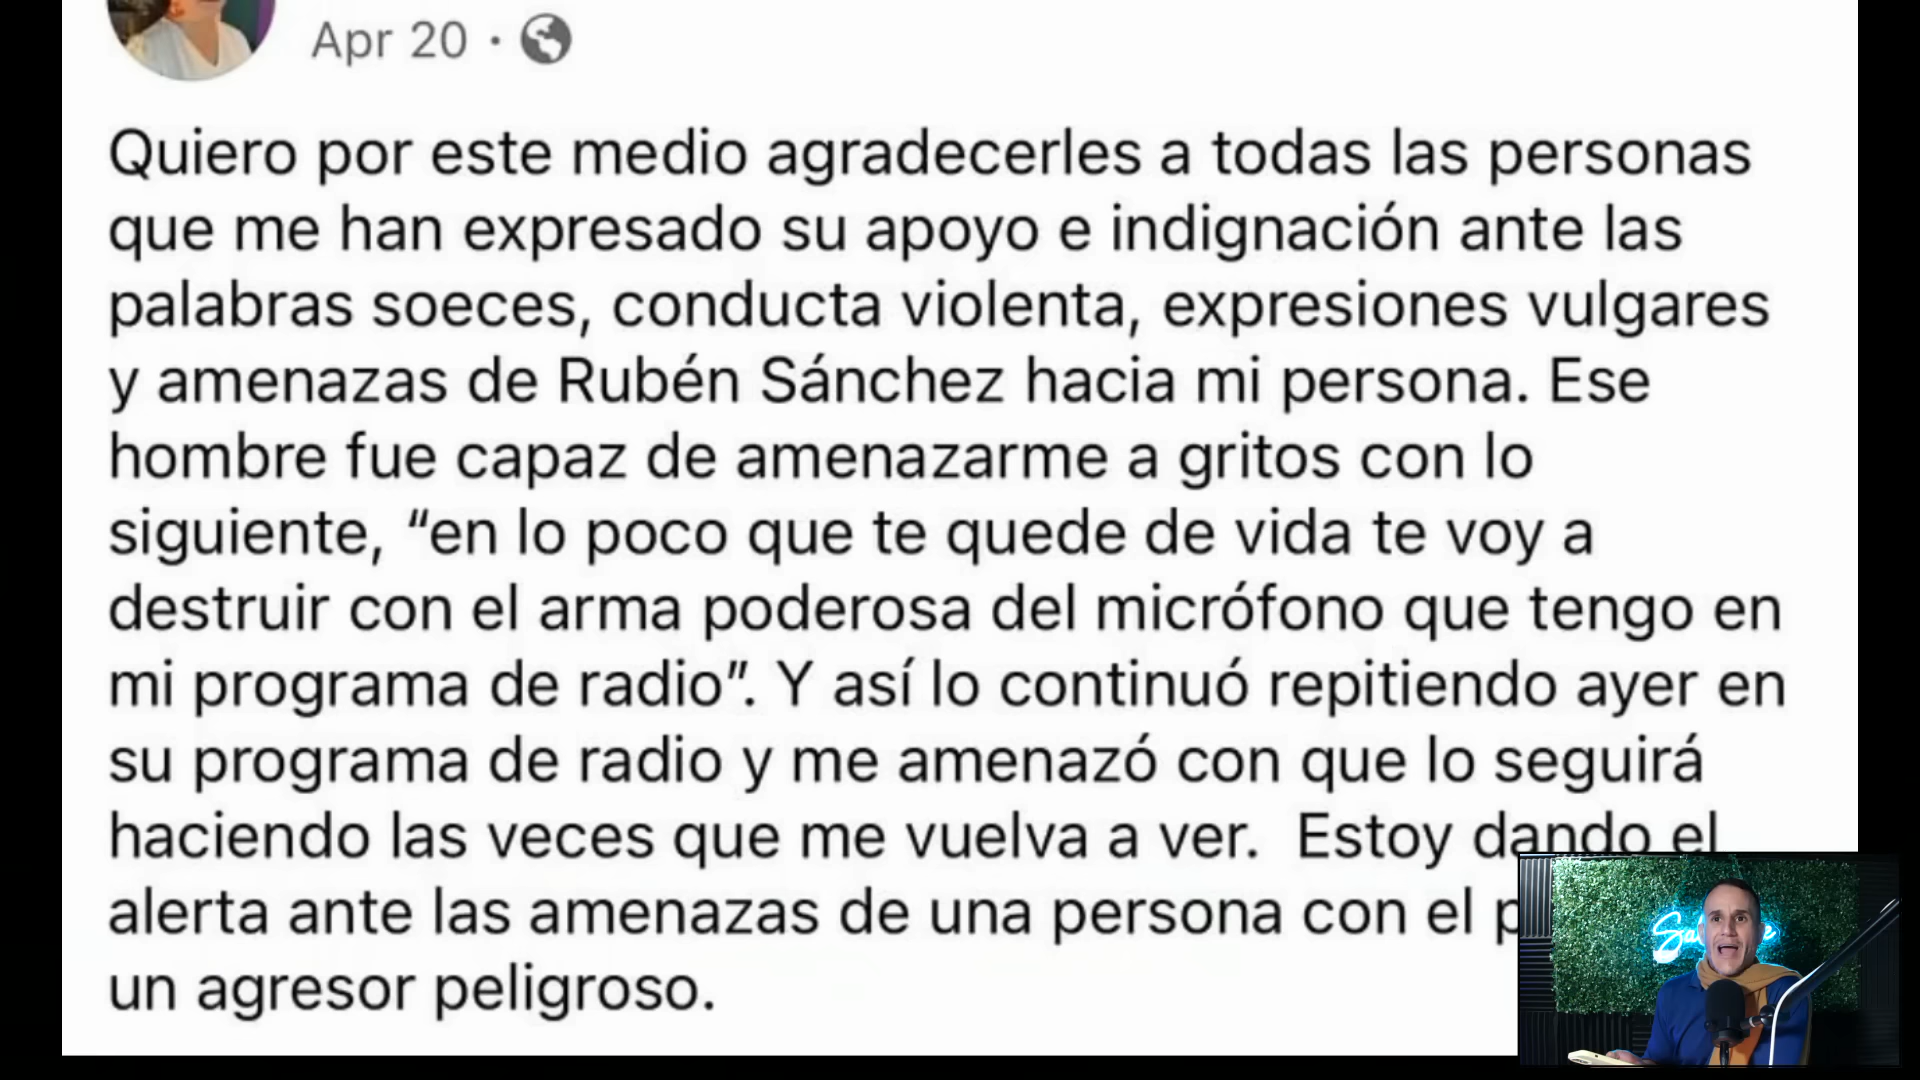 Apr 20 ·
Quiero por este medio agradecerles a todas las personas
que me han expresado su apoyo e indignación ante las
palabras soeces, conducta violenta, expresiones vulgares
y amenazas de Rubén Sánchez hacia mi persona. Ese
hombre fue capaz de amenazarme a gritos con lo
siguiente, “en lo poco que te quede de vida te voy a
destruir con el arma poderosa del micrófono que tengo en
mi programa de radio”. Y así lo continuó repitiendo ayer en
su programa de radio y me amenazó con que lo seguirá
haciendo las veces que me vuelva a ver.  Estoy dando el
alerta ante las amenazas de una persona con el
un agresor peligroso.